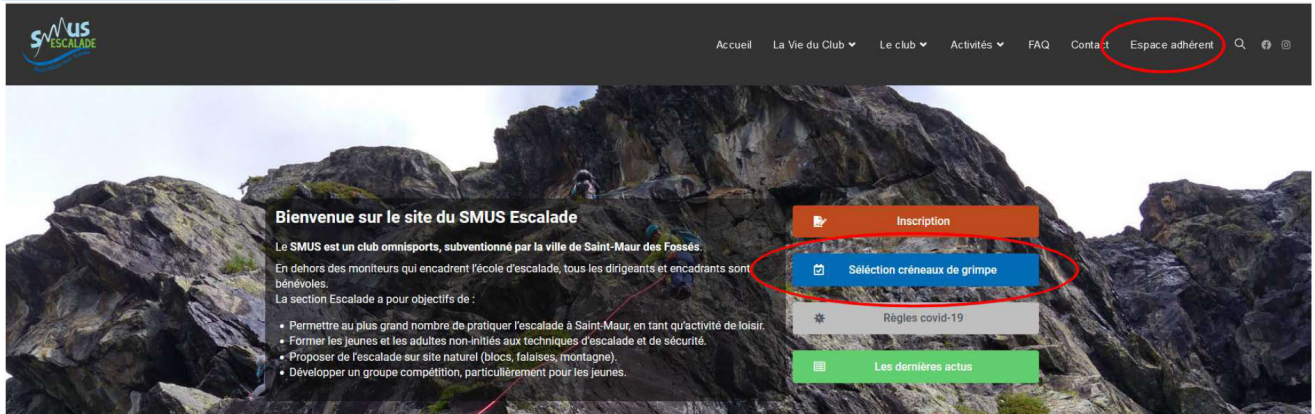 SMUS
ESCALADE
Accueil La Vie du Club Le club Activités FAQ Contact Espace adhérent
Bienvenue sur le site du SMUS Escalade
Le SMUS est un club omnisports, subventionné par la ville de Saint-Maur des Fossés.
En dehors des moniteurs qui encadrent l'école d'escalade, tous les dirigeants et encadrants sont
bénévoles.
La section Escalade a pour objectifs de :
• Permettre au plus grand nombre de pratiquer l'escalade à Saint-Maur, en tant qu'activité de loisir.
• Former les jeunes et les adultes non-initiés aux techniques d'escalade et de sécurité.
• Proposer de l'escalade sur site naturel (blocs, falaises, montagne).
• Développer un groupe compétition, particulièrement pour les jeunes.
Inscription
Séléction créneaux de grimpe
Règles covid-19
Les dernières actus